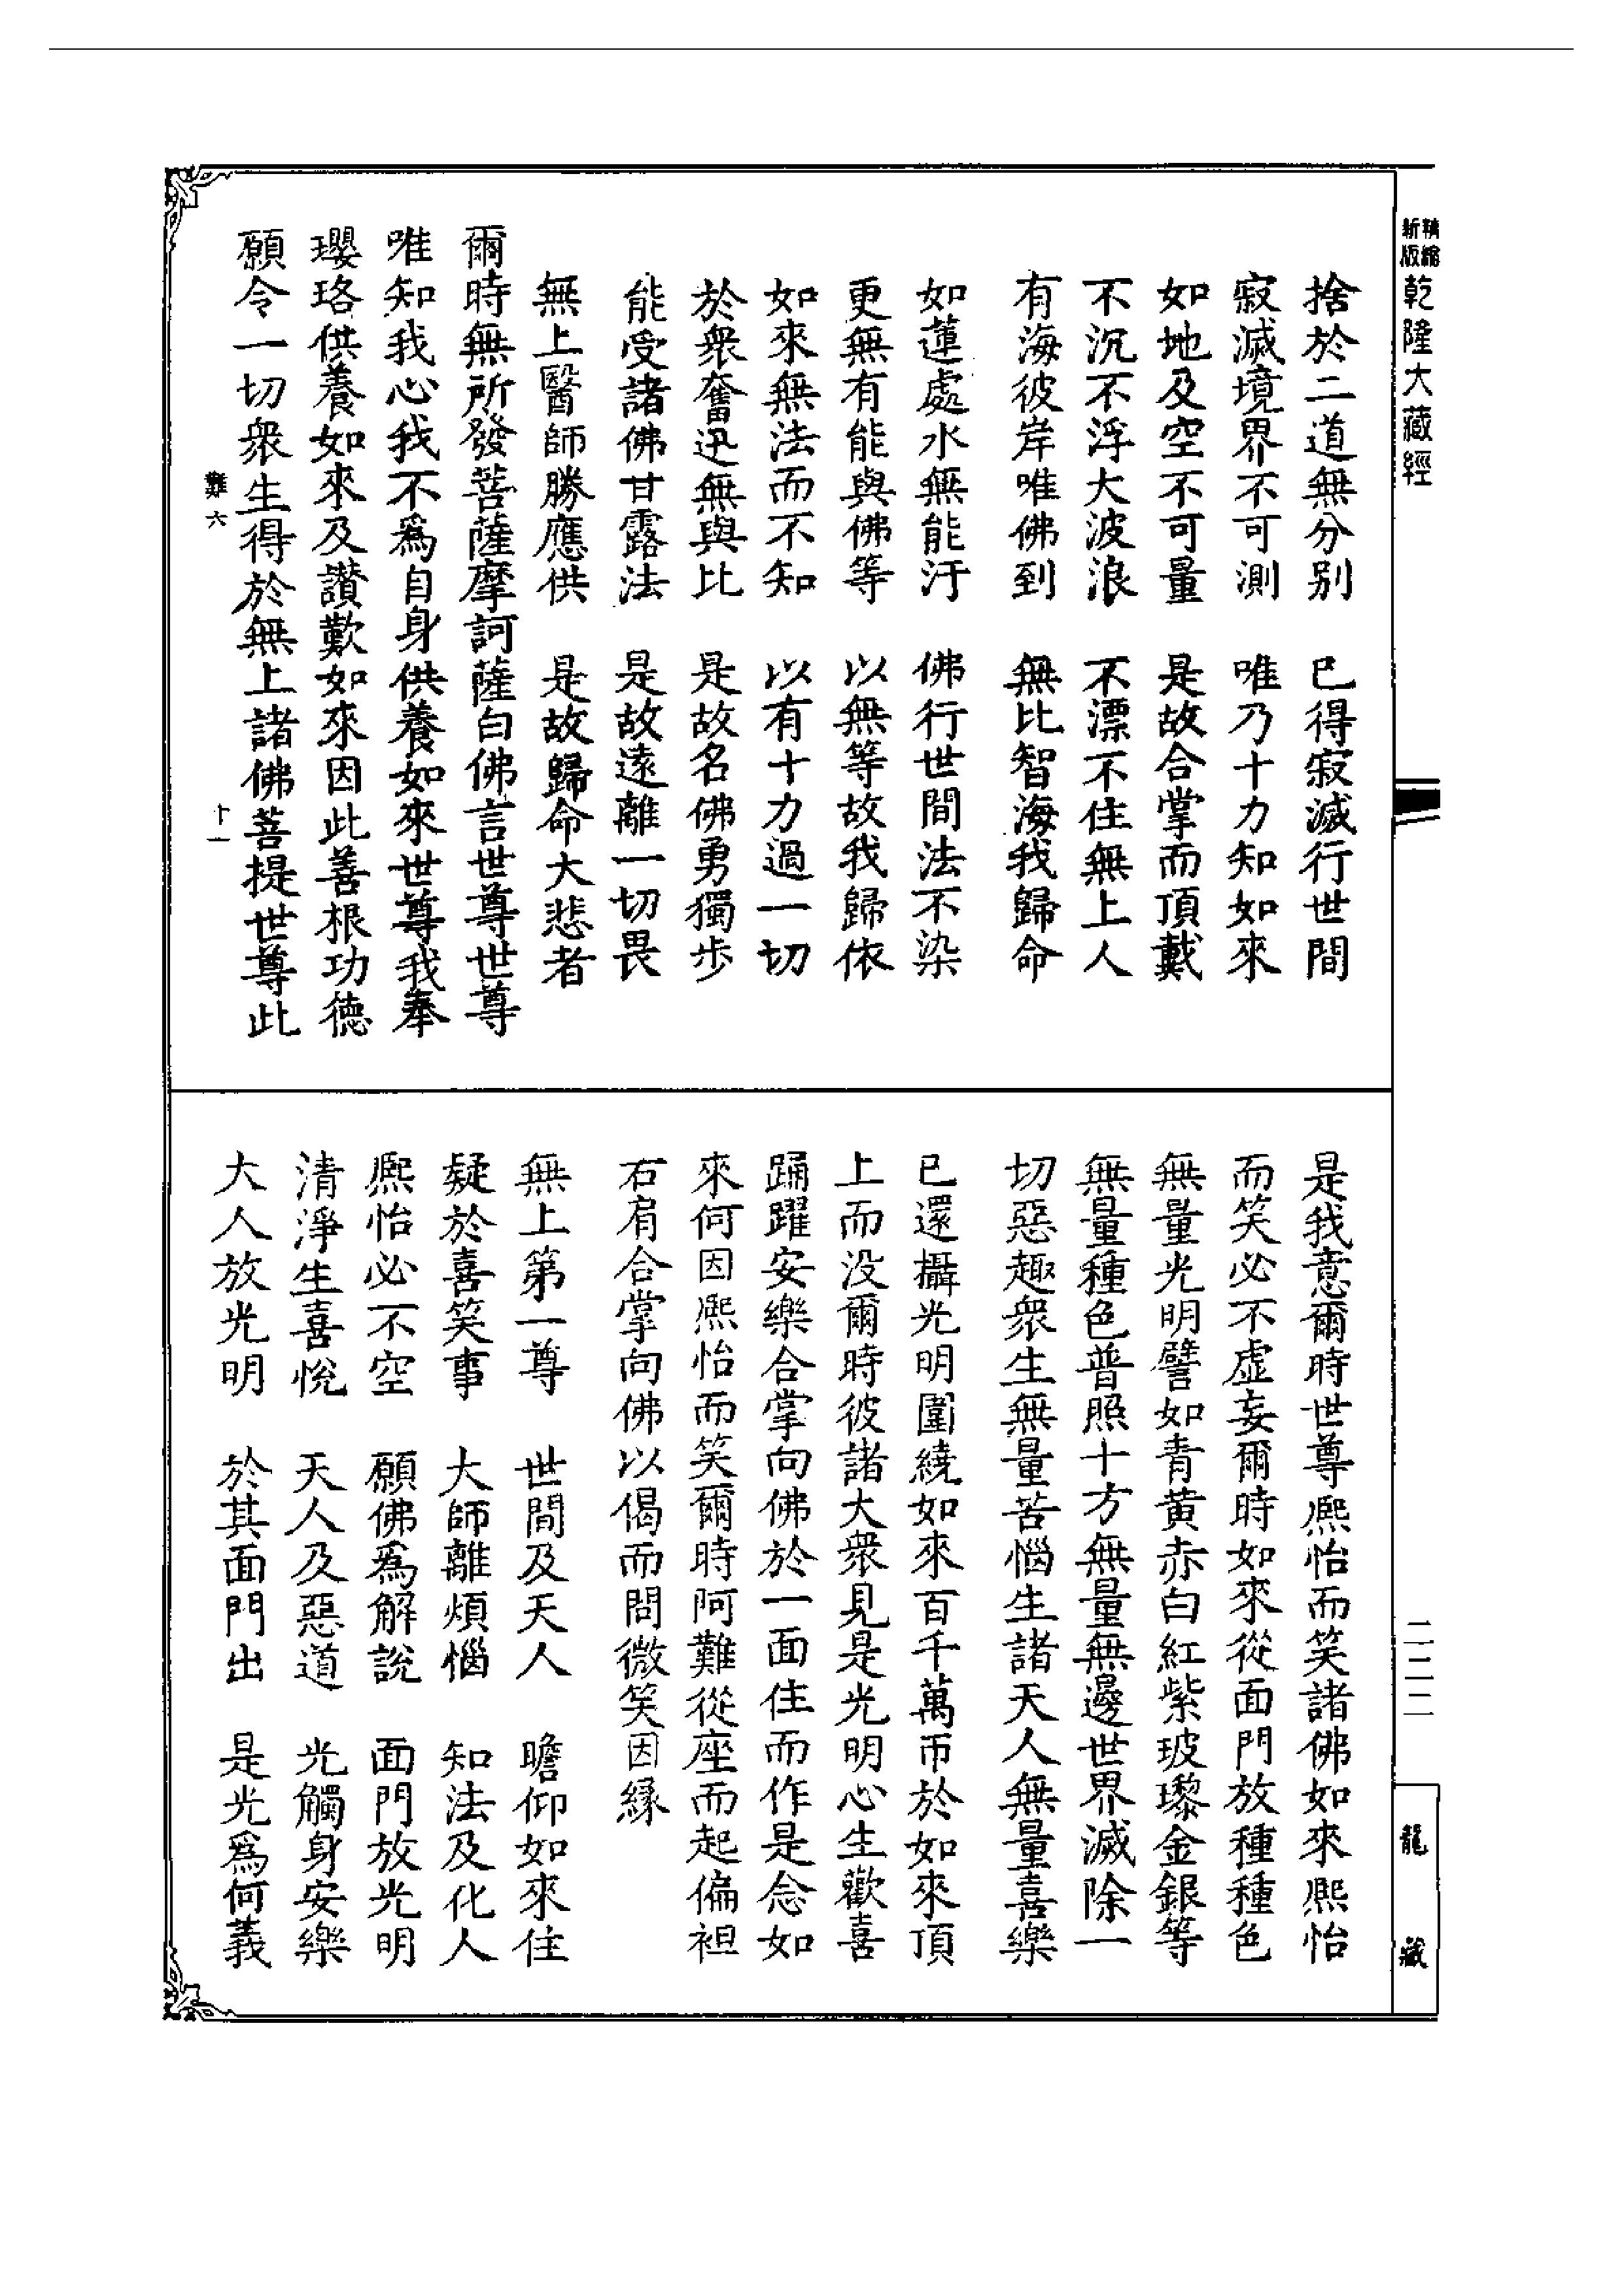 新版精縮乾隆大藏經
捨於二道無分別　已得寂滅行世間
寂滅境界不可測　唯乃十力知如來
如地及空不可量　是故合掌而頂戴
不沉不浮大波浪　不漂不住無上人
有海彼岸唯佛到　無比智海我歸命
如蓮處水無能汙　佛行世間法不染
更無有能與佛等　以無等故我歸依
如來無法而不知　以有十力過一切
於衆奮迅無與比　是故名佛勇獨步
能受諸佛甘露法　是故遠離一切畏
無上醫師勝應供　是故歸命大悲者
爾時無所發菩薩摩訶薩白佛言世尊世尊
唯知我心我不爲自身供養如來世尊我奉
瓔珞供養如來及讃歎如來因此善根功德
願令一切衆生得於無上諸佛菩提世尊此
難六　十一
是我意爾時世尊熈怡而笑諸佛如來熈怡
而笑必不虚妄爾時如來從面門放種種色
無量光明譬如青黄赤白紅紫玻瓈金銀等
無量種色普照十方無量無邊世界滅除一
切惡趣衆生無量苦惱生諸天人無量喜樂
已還攝光明圍繞如來百千萬帀於如來頂
上而没爾時彼諸大衆見是光明心生歡喜
踊躍安樂合掌向佛於一面住而作是念如
來何因熈怡而笑爾時阿難從座而起偏袒
右肩合掌向佛以偈而問微笑因緣
無上第一尊　世間及天人　瞻仰如來住
疑於喜笑事　大師離煩惱　知法及化人
熈怡必不空　願佛爲解說　面門放光明
清淨生喜悅　天人及惡道　光觸身安樂
大人放光明　於其面門出　是光爲何義
二二二
龍藏